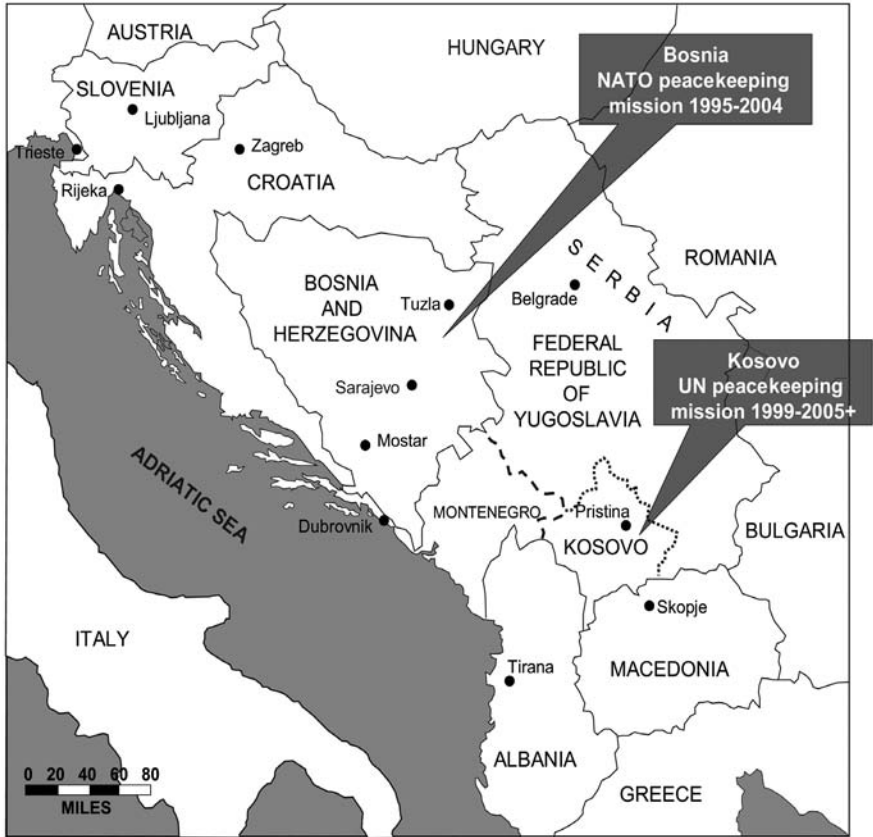 AUSTRIA
HUNGARY
Bosnia
NATO peacekeeping
mission 1995-2004
SLOVENIA
Ljubljana
Trieste
Zagreb
CROATIA
Rijeka
ROMANIA
SERBIA
BOSNIA
AND
HERZEGOVINA
Tuzla
Belgrade
FEDERAL
REPUBLIC
OF
YUGOSLAVIA
Kosovo
UN peacekeeping
mission 1999-2005+
Sarajevo
Mostar
ADRIATIC SEA
Dubrovnik
MONTENEGRO
Pristina
KOSOVO
BULGARIA
Skopje
ITALY
Tirana
MACEDONIA
ALBANIA
GREECE
0 20 40 60 80
MILES